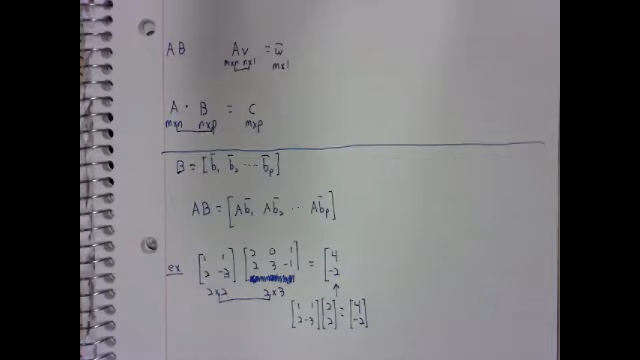 AB Av = w̄
mxn nx1 mx1
A · B = C
mxn nxp mxp
B = [b̄₁ b̄₂ ⋯ b̄ₚ]
AB = [Ab̄₁ Ab̄₂ ⋯ Ab̄ₚ]
ex [1 1] [2 0 1] = [4
[2 -3] [2 3 -1] [-2
2x2 2x3
↑
[1 1] [2] = [4]
[2 -3] [2] [-2]